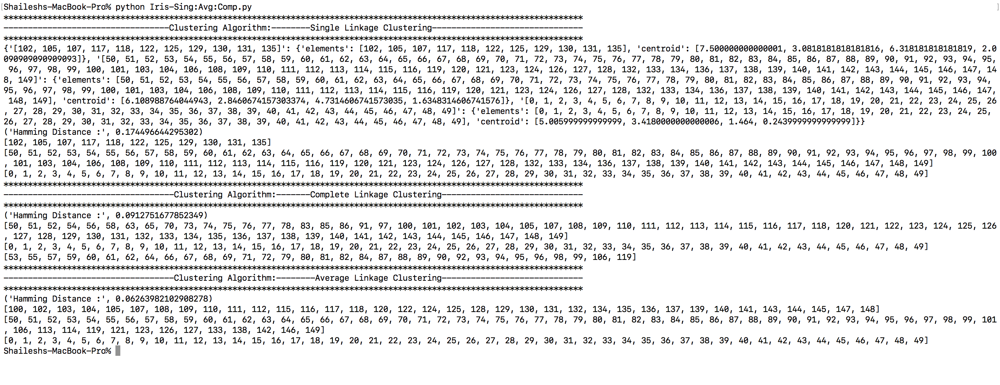 [Shaileshs-MacBook-Pro% python Iris-Sing:Avg:Comp.py ]
***********************************************************************************************************************
----------------------------------Clustering Algorithm:--------Single Linkage Clustering-------------------------------
***********************************************************************************************************************
{'[102, 105, 107, 117, 118, 122, 125, 129, 130, 131, 135]': {'elements': [102, 105, 107, 117, 118, 122, 125, 129, 130, 131, 135], 'centroid': [7.500000000000001, 3.0818181818181816, 6.318181818181819, 2.0
090909090909093]}, '[50, 51, 52, 53, 54, 55, 56, 57, 58, 59, 60, 61, 62, 63, 64, 65, 66, 67, 68, 69, 70, 71, 72, 73, 74, 75, 76, 77, 78, 79, 80, 81, 82, 83, 84, 85, 86, 87, 88, 89, 90, 91, 92, 93, 94, 95,
 96, 97, 98, 99, 100, 101, 103, 104, 106, 108, 109, 110, 111, 112, 113, 114, 115, 116, 119, 120, 121, 123, 124, 126, 127, 128, 132, 133, 134, 136, 137, 138, 139, 140, 141, 142, 143, 144, 145, 146, 147, 14
8, 149]': {'elements': [50, 51, 52, 53, 54, 55, 56, 57, 58, 59, 60, 61, 62, 63, 64, 65, 66, 67, 68, 69, 70, 71, 72, 73, 74, 75, 76, 77, 78, 79, 80, 81, 82, 83, 84, 85, 86, 87, 88, 89, 90, 91, 92, 93, 94,
95, 96, 97, 98, 99, 100, 101, 103, 104, 106, 108, 109, 110, 111, 112, 113, 114, 115, 116, 119, 120, 121, 123, 124, 126, 127, 128, 132, 133, 134, 136, 137, 138, 139, 140, 141, 142, 143, 144, 145, 146, 147,
 148, 149], 'centroid': [6.108988764044943, 2.8460674157303374, 4.7314606741573035, 1.6348314606741576]}, '[0, 1, 2, 3, 4, 5, 6, 7, 8, 9, 10, 11, 12, 13, 14, 15, 16, 17, 18, 19, 20, 21, 22, 23, 24, 25, 26
, 27, 28, 29, 30, 31, 32, 33, 34, 35, 36, 37, 38, 39, 40, 41, 42, 43, 44, 45, 46, 47, 48, 49]': {'elements': [0, 1, 2, 3, 4, 5, 6, 7, 8, 9, 10, 11, 12, 13, 14, 15, 16, 17, 18, 19, 20, 21, 22, 23, 24, 25,
26, 27, 28, 29, 30, 31, 32, 33, 34, 35, 36, 37, 38, 39, 40, 41, 42, 43, 44, 45, 46, 47, 48, 49], 'centroid': [5.005999999999999, 3.4180000000000006, 1.464, 0.2439999999999999]}}
('Hamming Distance :', 0.174496644295302)
[102, 105, 107, 117, 118, 122, 125, 129, 130, 131, 135]
[50, 51, 52, 53, 54, 55, 56, 57, 58, 59, 60, 61, 62, 63, 64, 65, 66, 67, 68, 69, 70, 71, 72, 73, 74, 75, 76, 77, 78, 79, 80, 81, 82, 83, 84, 85, 86, 87, 88, 89, 90, 91, 92, 93, 94, 95, 96, 97, 98, 99, 100
, 101, 103, 104, 106, 108, 109, 110, 111, 112, 113, 114, 115, 116, 119, 120, 121, 123, 124, 126, 127, 128, 132, 133, 134, 136, 137, 138, 139, 140, 141, 142, 143, 144, 145, 146, 147, 148, 149]
[0, 1, 2, 3, 4, 5, 6, 7, 8, 9, 10, 11, 12, 13, 14, 15, 16, 17, 18, 19, 20, 21, 22, 23, 24, 25, 26, 27, 28, 29, 30, 31, 32, 33, 34, 35, 36, 37, 38, 39, 40, 41, 42, 43, 44, 45, 46, 47, 48, 49]
***********************************************************************************************************************
-----------------------------------Clustering Algorithm:-------Complete Linkage Clustering-----------------------------
***********************************************************************************************************************
('Hamming Distance :', 0.0912751677852349)
[50, 51, 52, 54, 56, 58, 63, 65, 70, 73, 74, 75, 76, 77, 78, 83, 85, 86, 91, 97, 100, 101, 102, 103, 104, 105, 107, 108, 109, 110, 111, 112, 113, 114, 115, 116, 117, 118, 120, 121, 122, 123, 124, 125, 126
, 127, 128, 129, 130, 131, 132, 133, 134, 135, 136, 137, 138, 139, 140, 141, 142, 143, 144, 145, 146, 147, 148, 149]
[0, 1, 2, 3, 4, 5, 6, 7, 8, 9, 10, 11, 12, 13, 14, 15, 16, 17, 18, 19, 20, 21, 22, 23, 24, 25, 26, 27, 28, 29, 30, 31, 32, 33, 34, 35, 36, 37, 38, 39, 40, 41, 42, 43, 44, 45, 46, 47, 48, 49]
[53, 55, 57, 59, 60, 61, 62, 64, 66, 67, 68, 69, 71, 72, 79, 80, 81, 82, 84, 87, 88, 89, 90, 92, 93, 94, 95, 96, 98, 99, 106, 119]
***********************************************************************************************************************
-----------------------------------Clustering Algorithm:--------Average Linkage Clustering-----------------------------
***********************************************************************************************************************
('Hamming Distance :', 0.06263982102908278)
[100, 102, 103, 104, 105, 107, 108, 109, 110, 111, 112, 115, 116, 117, 118, 120, 122, 124, 125, 128, 129, 130, 131, 132, 134, 135, 136, 137, 139, 140, 141, 143, 144, 145, 147, 148]
[50, 51, 52, 53, 54, 55, 56, 57, 58, 59, 60, 61, 62, 63, 64, 65, 66, 67, 68, 69, 70, 71, 72, 73, 74, 75, 76, 77, 78, 79, 80, 81, 82, 83, 84, 85, 86, 87, 88, 89, 90, 91, 92, 93, 94, 95, 96, 97, 98, 99, 101
, 106, 113, 114, 119, 121, 123, 126, 127, 133, 138, 142, 146, 149]
[0, 1, 2, 3, 4, 5, 6, 7, 8, 9, 10, 11, 12, 13, 14, 15, 16, 17, 18, 19, 20, 21, 22, 23, 24, 25, 26, 27, 28, 29, 30, 31, 32, 33, 34, 35, 36, 37, 38, 39, 40, 41, 42, 43, 44, 45, 46, 47, 48, 49]
Shaileshs-MacBook-Pro%